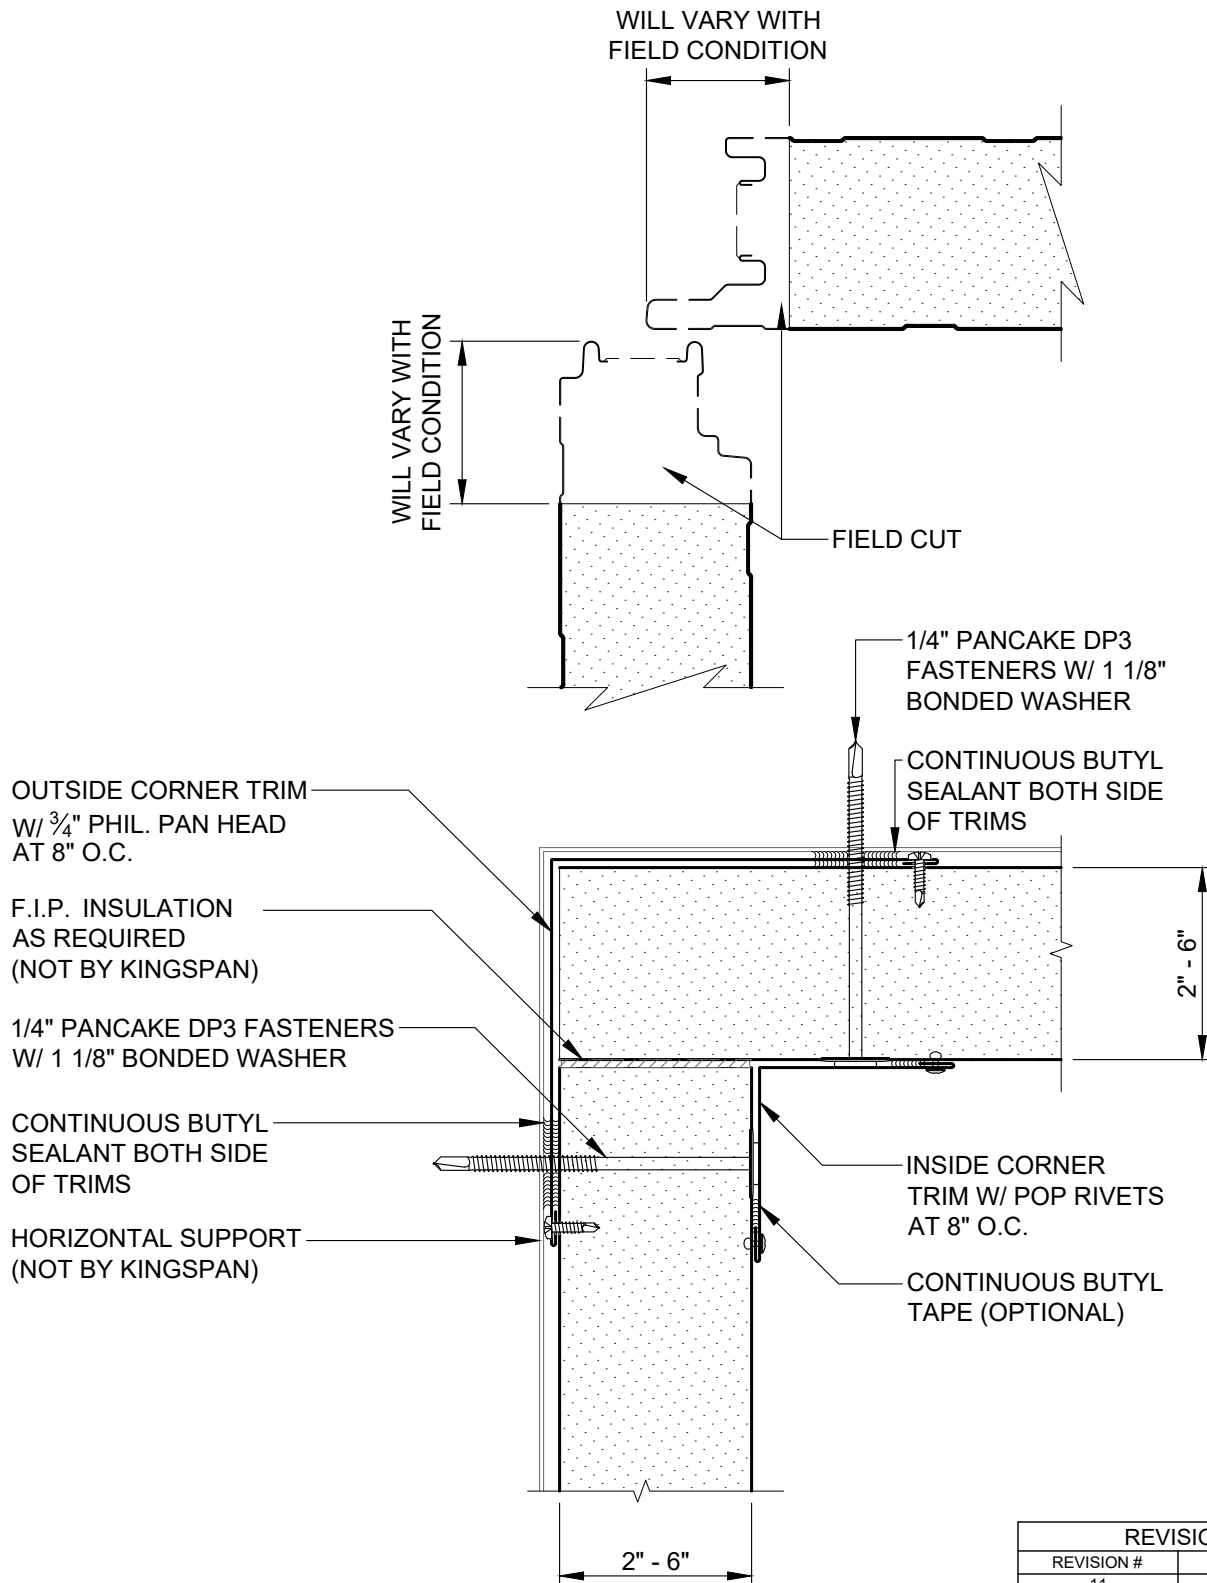 WILL VARY WITH
FIELD CONDITION
WILL VARY WITH
FIELD CONDITION
FIELD CUT
1/4" PANCAKE DP3
FASTENERS W/ 1 1/8"
BONDED WASHER
CONTINUOUS BUTYL
SEALANT BOTH SIDE
OF TRIMS
OUTSIDE CORNER TRIM
W/ 3/4" PHIL. PAN HEAD
AT 8" O.C.
F.I.P. INSULATION
AS REQUIRED
(NOT BY KINGSPAN)
1/4" PANCAKE DP3 FASTENERS
W/ 1 1/8" BONDED WASHER
CONTINUOUS BUTYL
SEALANT BOTH SIDE
OF TRIMS
HORIZONTAL SUPPORT
(NOT BY KINGSPAN)
2" - 6"
INSIDE CORNER
TRIM W/ POP RIVETS
AT 8" O.C.
CONTINUOUS BUTYL
TAPE (OPTIONAL)
2" - 6"
REVISION #